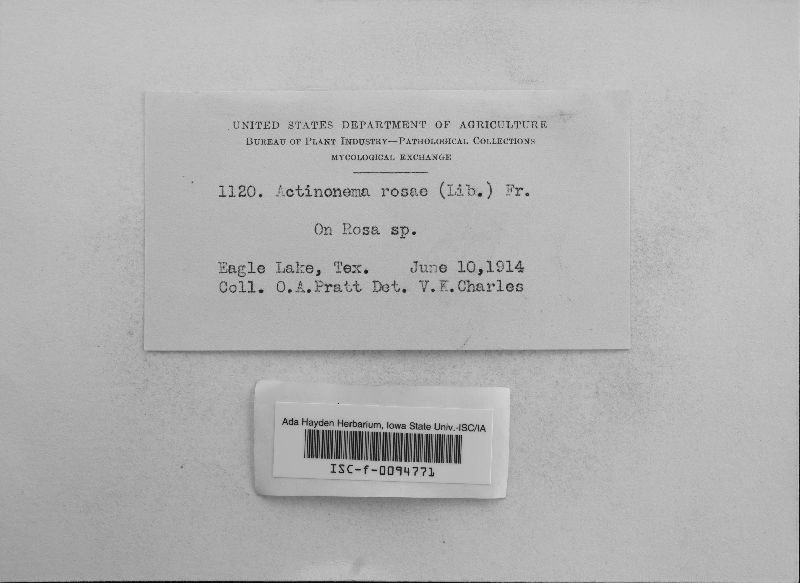 UNITED STATES DEPARTMENT OF AGRICULTURE
BUREAU OF PLANT INDUSTRY—PATHOLOGICAL COLLECTIONS
MYCOLOGICAL EXCHANGE
1120. Actinonema rosae (Lib.) Fr.
On Rosa sp.
Eagle Lake, Tex. June 10,1914
Coll. O.A.Pratt Det. V.K.Charles
Ada Hayden Herbarium, Iowa State Univ.-ISC/IA
ISC-f-0094771